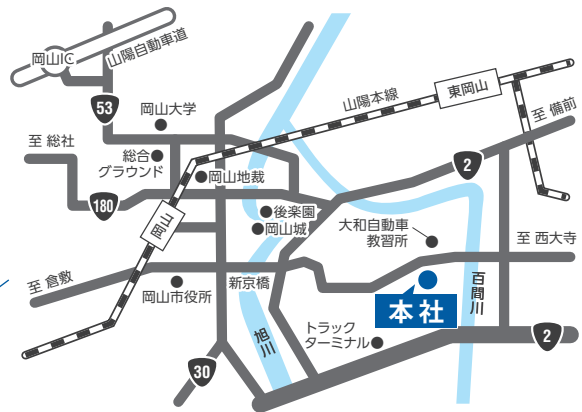 岡山IC
山陽自動車道
53
岡山大学
山陽本線
東岡山
至 備前
至 総社
総合
グラウンド
岡山地裁
2
180
岡山
後楽園
岡山城
大和自動車
教習所
至 西大寺
至 倉敷
岡山市役所
新京橋
本社
百間川
旭川
トラック
ターミナル
2
30